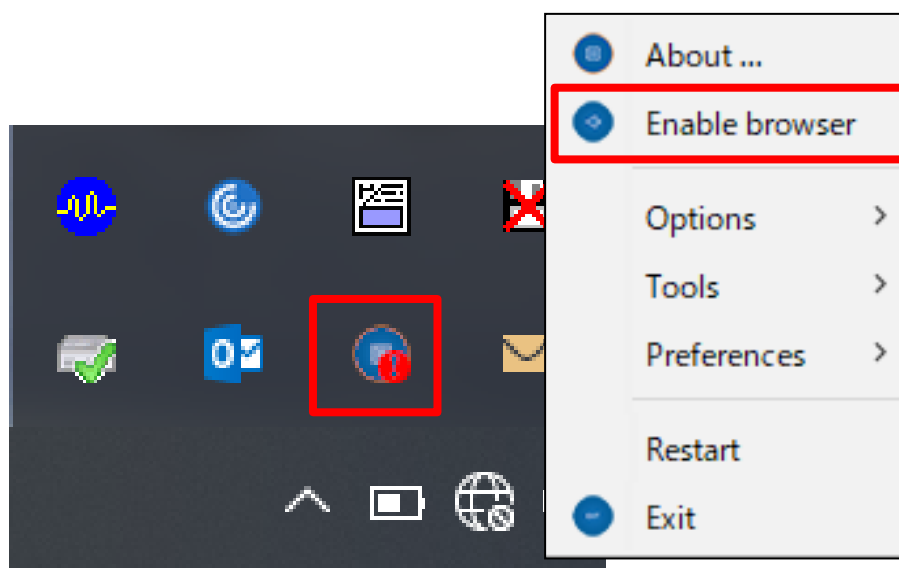 About ...
Enable browser
Options
Tools
Preferences
Restart
Exit